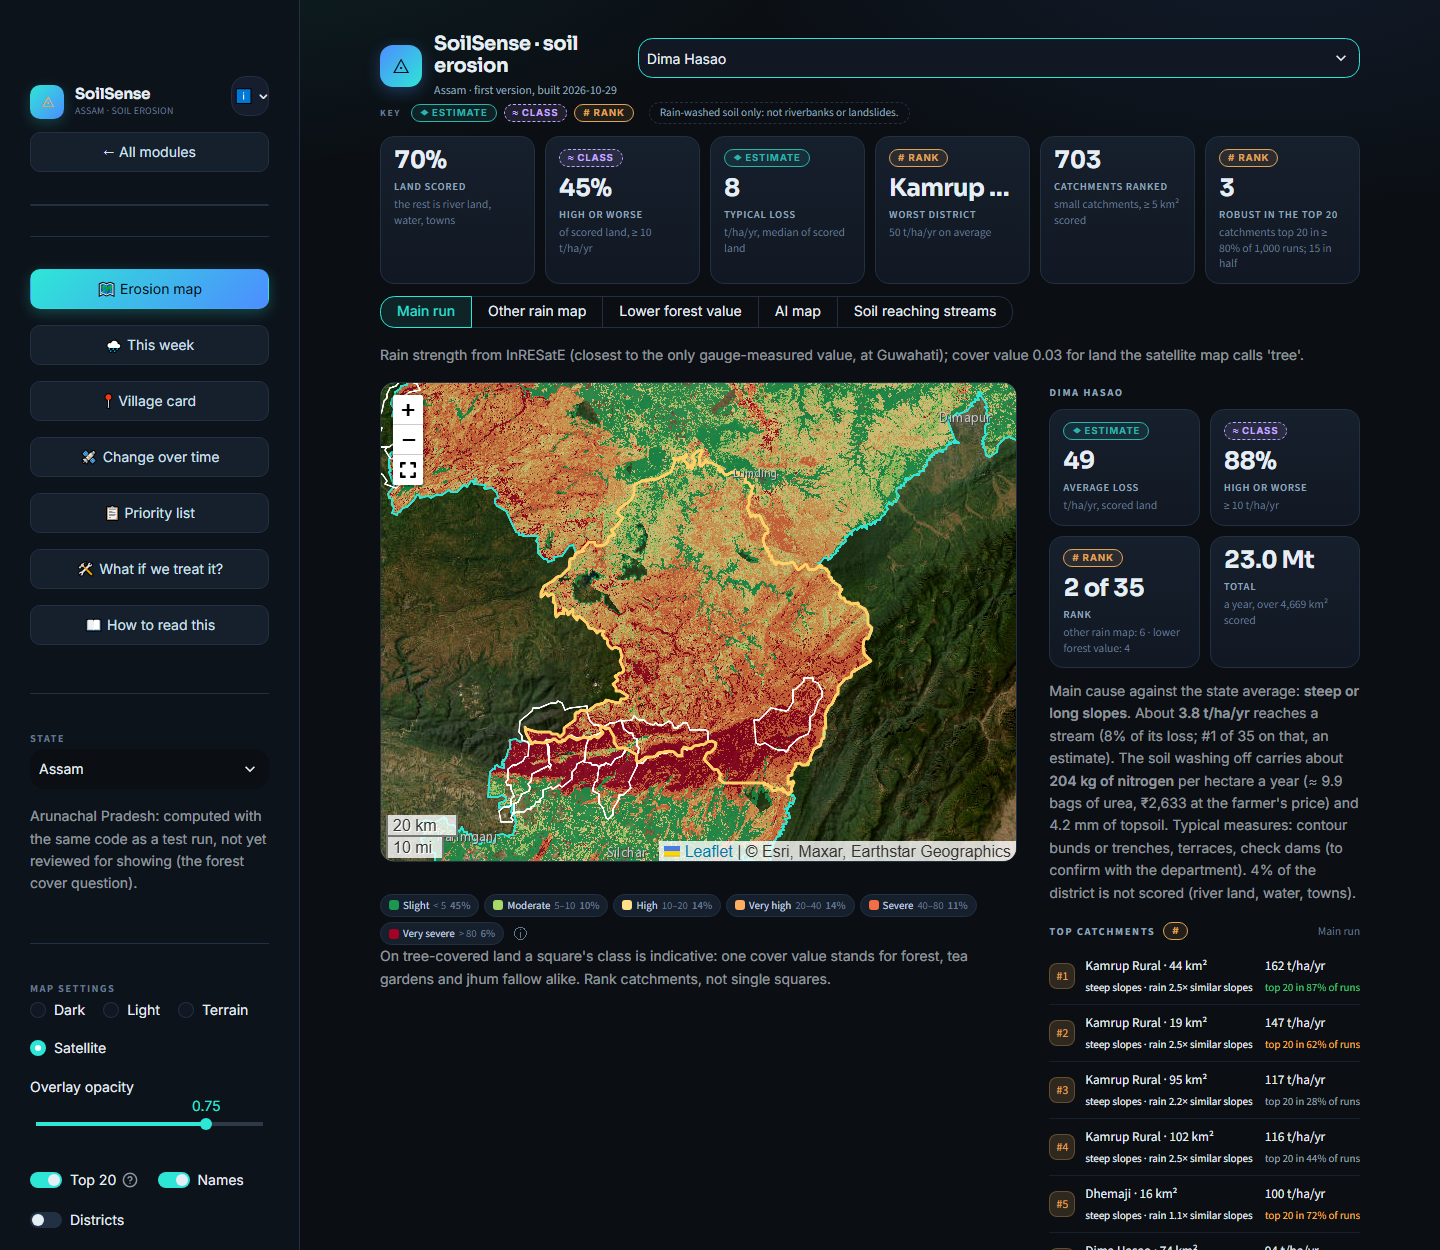 SoilSense
ASSAM · SOIL EROSION
← All modules
Erosion map
This week
Village card
Change over time
Priority list
What if we treat it?
How to read this
STATE
Assam
Arunachal Pradesh: computed with
the same code as a test run, not yet
reviewed for showing (the forest
cover question).
MAP SETTINGS
Dark
Light
Terrain
Satellite
Overlay opacity
0.75
Top 20
Names
Districts
SoilSense · soil
erosion
Assam · first version, built 2026-10-29
Dima Hasao
KEY
ESTIMATE
≈ CLASS
# RANK
Rain-washed soil only: not riverbanks or landslides.
70%
LAND SCORED
the rest is river land,
water, towns
≈ CLASS
45%
HIGH OR WORSE
of scored land, ≥ 10
t/ha/yr
ESTIMATE
8
TYPICAL LOSS
t/ha/yr, median of scored
land
# RANK
Kamrup ...
WORST DISTRICT
50 t/ha/yr on average
703
CATCHMENTS RANKED
small catchments, ≥ 5 km²
scored
# RANK
3
ROBUST IN THE TOP 20
catchments top 20 in ≥
80% of 1,000 runs; 15 in
half
Main run
Other rain map
Lower forest value
AI map
Soil reaching streams
Rain strength from InRESatE (closest to the only gauge-measured value, at Guwahati); cover value 0.03 for land the satellite map calls 'tree'.
+
−
Dimapur
Lumding
Silchar
20 km
10 mi
Leaflet | © Esri, Maxar, Earthstar Geographics
Slight < 5 45%
Moderate 5–10 10%
High 10–20 14%
Very high 20–40 14%
Severe 40–80 11%
Very severe > 80 6%
On tree-covered land a square's class is indicative: one cover value stands for forest, tea
gardens and jhum fallow alike. Rank catchments, not single squares.
DIMA HASAO
ESTIMATE
49
AVERAGE LOSS
t/ha/yr, scored land
≈ CLASS
88%
HIGH OR WORSE
≥ 10 t/ha/yr
# RANK
2 of 35
RANK
other rain map: 6 · lower
forest value: 4
23.0 Mt
TOTAL
a year, over 4,669 km²
scored
Main cause against the state average: steep or
long slopes. About 3.8 t/ha/yr reaches a
stream (8% of its loss; #1 of 35 on that, an
estimate). The soil washing off carries about
204 kg of nitrogen per hectare a year (≈ 9.9
bags of urea, ₹2,633 at the farmer's price) and
4.2 mm of topsoil. Typical measures: contour
bunds or trenches, terraces, check dams (to
confirm with the department). 4% of the
district is not scored (river land, water, towns).
TOP CATCHMENTS #
Main run
#1
Kamrup Rural · 44 km²
162 t/ha/yr
steep slopes · rain 2.5× similar slopes
top 20 in 87% of runs
#2
Kamrup Rural · 19 km²
147 t/ha/yr
steep slopes · rain 2.5× similar slopes
top 20 in 62% of runs
#3
Kamrup Rural · 95 km²
117 t/ha/yr
steep slopes · rain 2.2× similar slopes
top 20 in 28% of runs
#4
Kamrup Rural · 102 km²
116 t/ha/yr
steep slopes · rain 2.5× similar slopes
top 20 in 44% of runs
#5
Dhemaji · 16 km²
100 t/ha/yr
steep slopes · rain 1.1× similar slopes
top 20 in 72% of runs